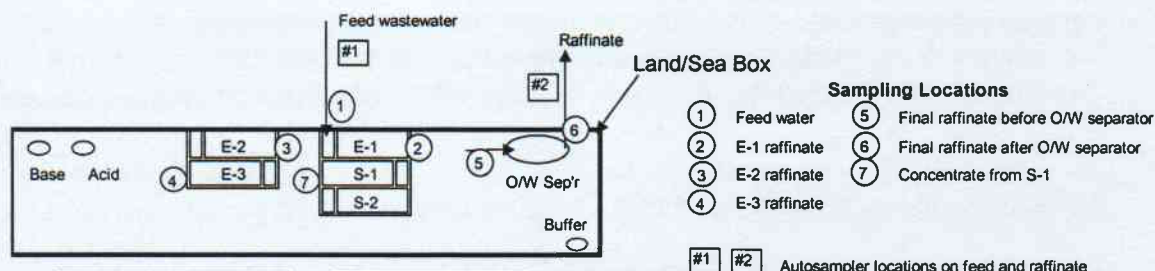 Feed wastewater
#1
Raffinate
#2
Land/Sea Box
1
6
Base
Acid
E-2
3
4
E-3
E-1
2
7
S-1
S-2
5
O/W Sep'r
Buffer
Sampling Locations
1 Feed water
2 E-1 raffinate
3 E-2 raffinate
4 E-3 raffinate
5 Final raffinate before O/W separator
6 Final raffinate after O/W separator
7 Concentrate from S-1
#1 #2 Autosampler locations on feed and raffinate